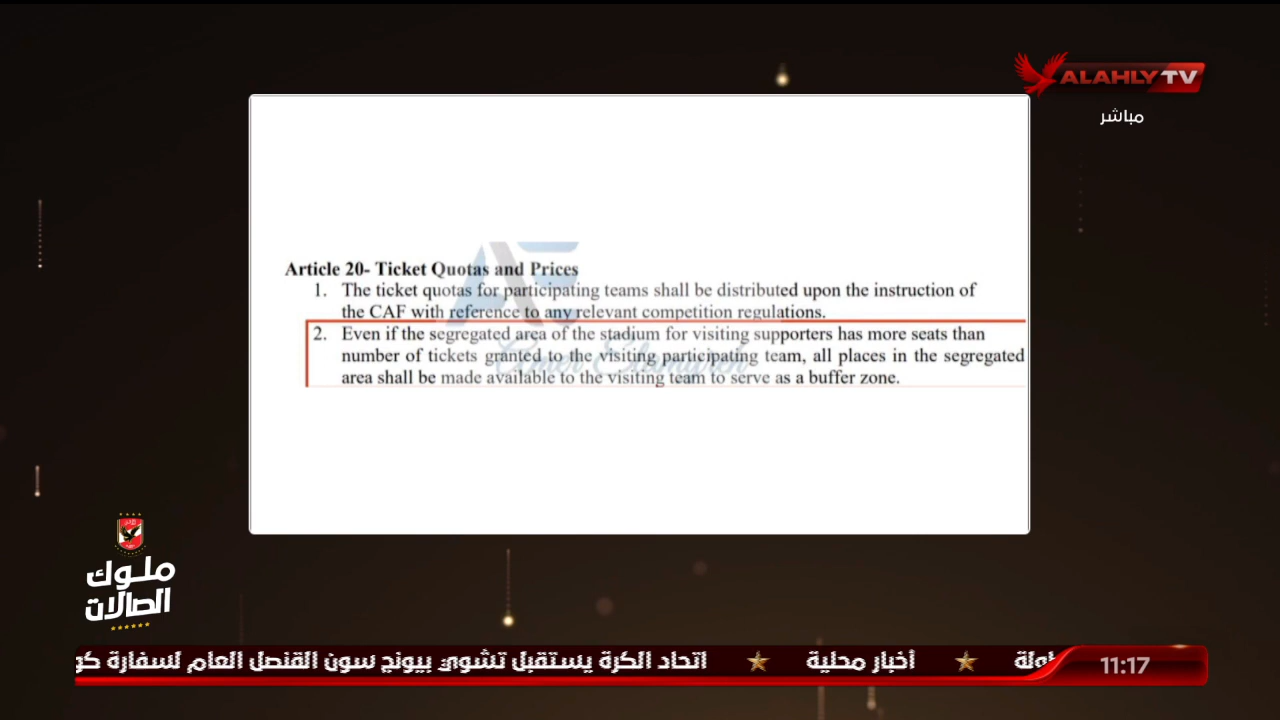 ALAHLY TV
مباشر
Article 20- Ticket Quotas and Prices
1. The ticket quotas for participating teams shall be distributed upon the instruction of
the CAF with reference to any relevant competition regulations.
2. Even if the segregated area of the stadium for visiting supporters has more seats than
number of tickets granted to the visiting participating team, all places in the segregated
area shall be made available to the visiting team to serve as a buffer zone.
ملوك
الصالات
أخبار محلية ★ اتحاد الكرة يستقبل تشوي بيونج سون القنصل العام لسفارة
11:17